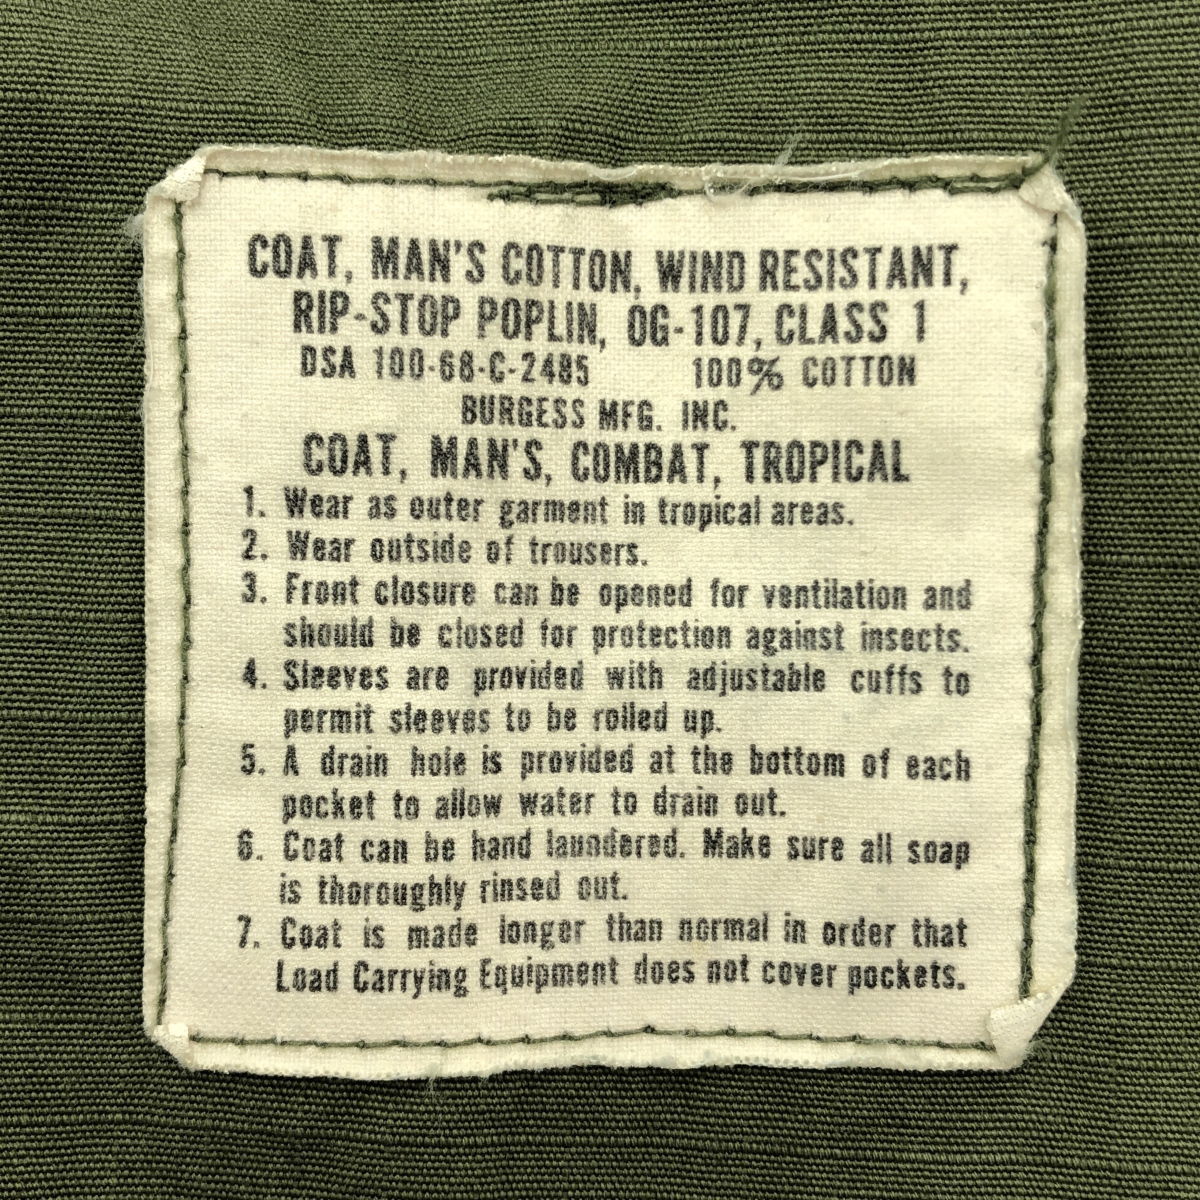 COAT, MAN'S COTTON, WIND RESISTANT,
RIP-STOP POPLIN, OG-107, CLASS 1
DSA 100-68-C-2485 100% COTTON
BURGESS MFG. INC.
COAT, MAN'S, COMBAT, TROPICAL
1. Wear as outer garment in tropical areas.
2. Wear outside of trousers.
3. Front closure can be opened for ventilation and
should be closed for protection against insects.
4. Sleeves are provided with adjustable cuffs to
permit sleeves to be rolled up.
5. A drain hole is provided at the bottom of each
pocket to allow water to drain out.
6. Coat can be hand laundered. Make sure all soap
is thoroughly rinsed out.
7. Coat is made longer than normal in order that
Load Carrying Equipment does not cover pockets.